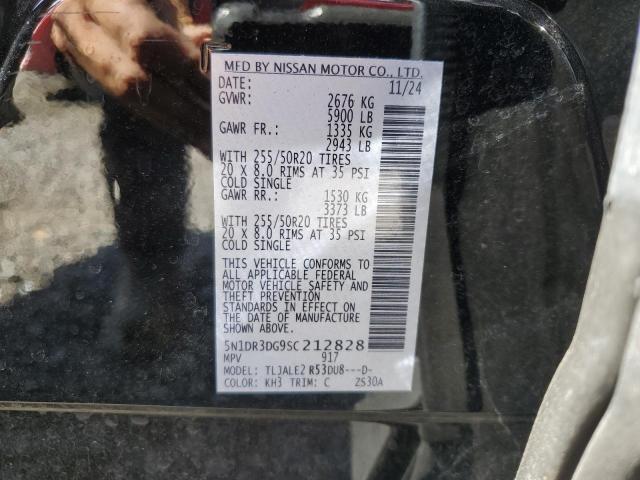 MFD BY NISSAN MOTOR CO., LTD.
DATE: 11/24
GVWR: 2676 KG
5900 LB
GAWR FR.: 1335 KG
2943 LB
WITH 255/50R20 TIRES
20 X 8.0 RIMS AT 35 PSI
COLD SINGLE
GAWR RR.: 1530 KG
3373 LB
WITH 255/50R20 TIRES
20 X 8.0 RIMS AT 35 PSI
COLD SINGLE
THIS VEHICLE CONFORMS TO
ALL APPLICABLE FEDERAL
MOTOR VEHICLE SAFETY AND
THEFT PREVENTION
STANDARDS IN EFFECT ON
THE DATE OF MANUFACTURE
SHOWN ABOVE.
5N1DR3DG9SC212828
MPV 917
MODEL: TLJALE2 R53DU8---D-
COLOR: KH3 TRIM: C ZS30A